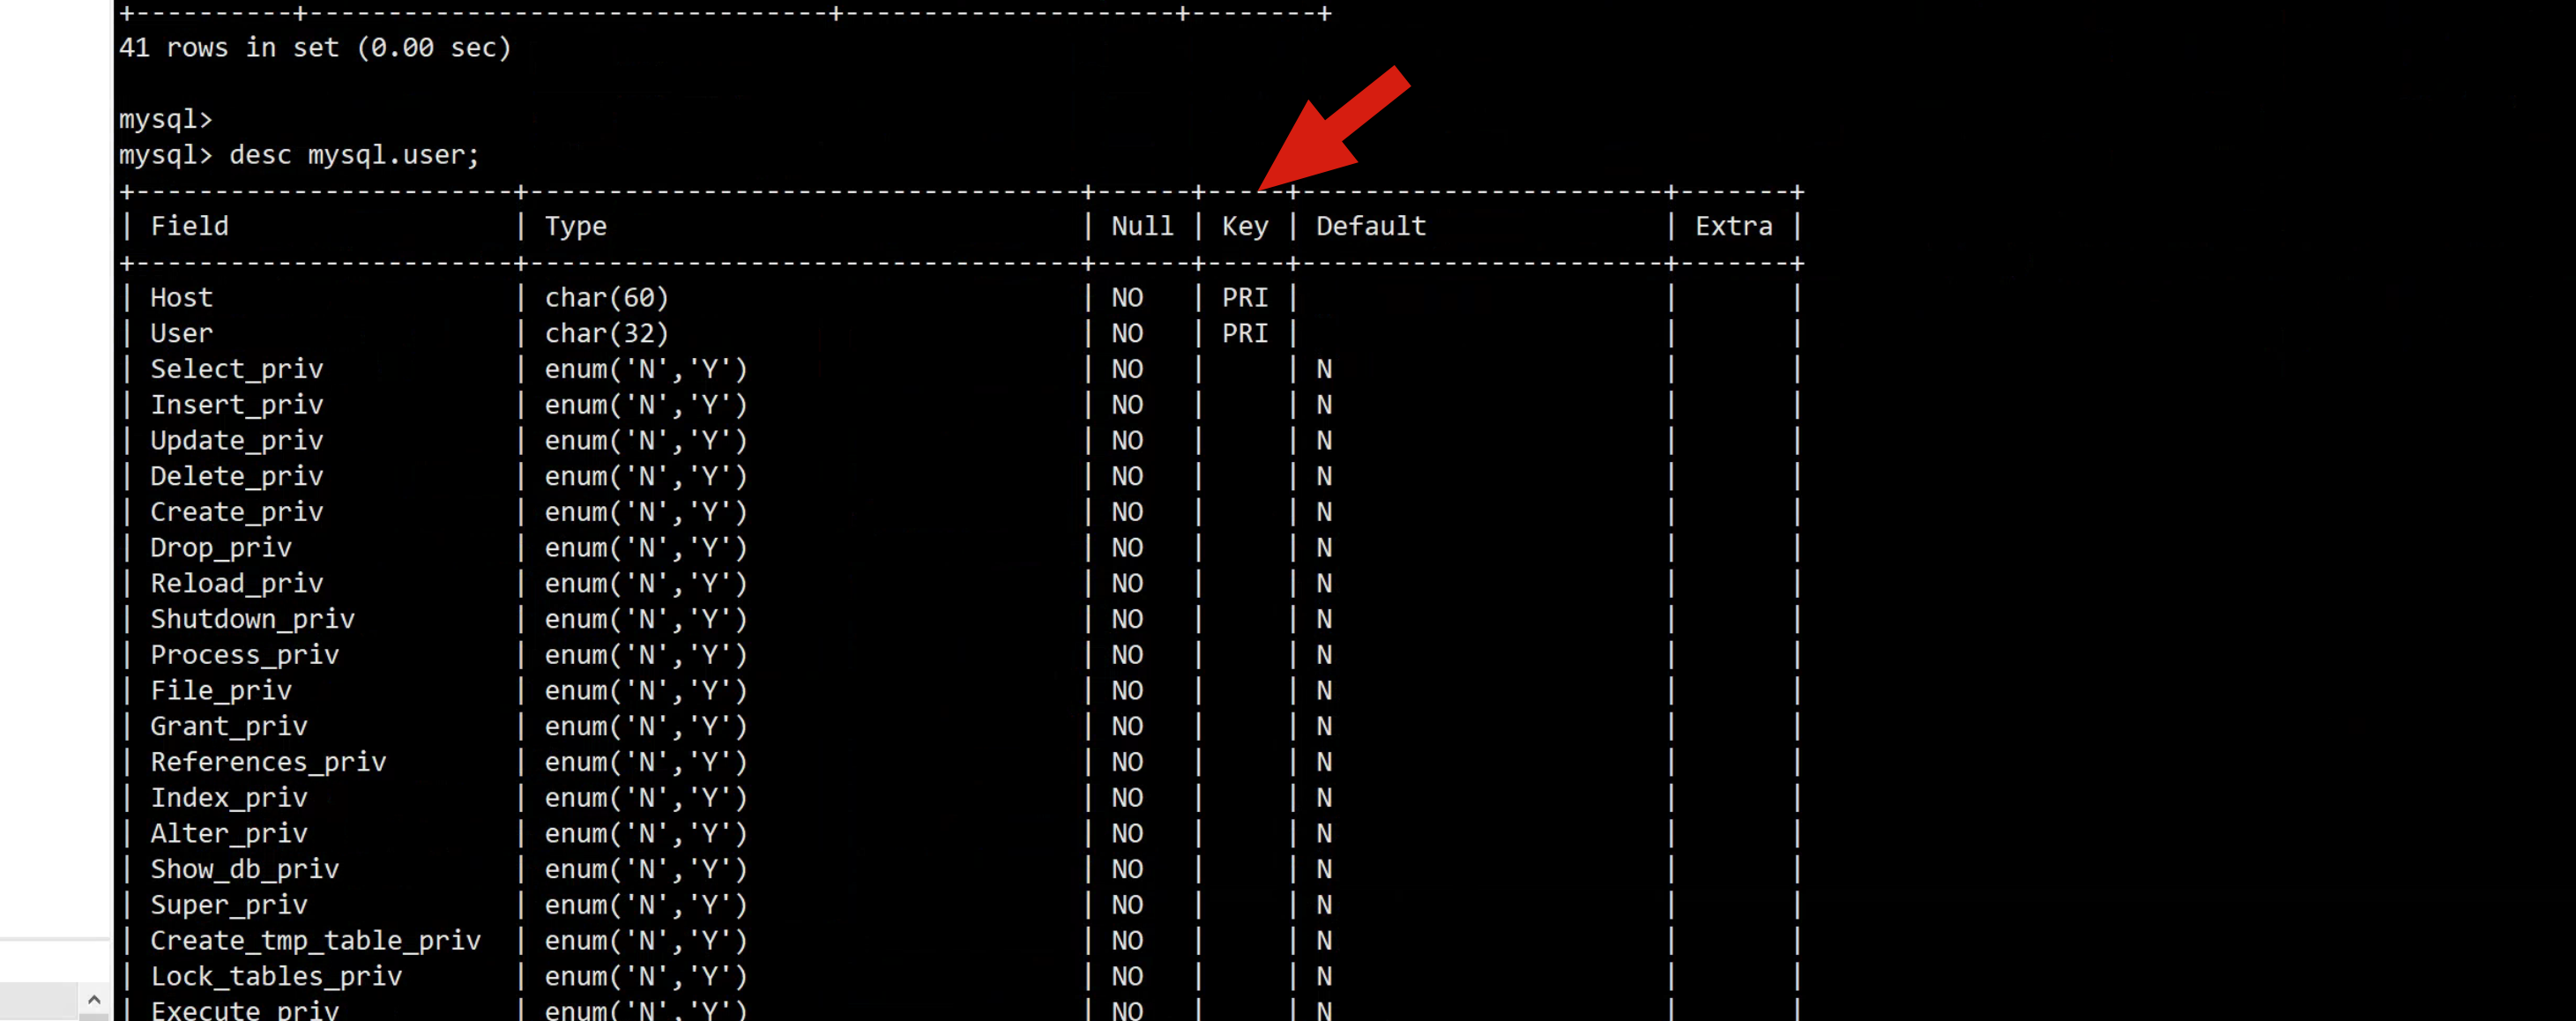 +----------+---------------------------------+---------------------+--------+
41 rows in set (0.00 sec)
mysql>
mysql> desc mysql.user;
+------------------------+-----------------------------------+------+-----+-----------------------+-------+
| Field                  | Type                              | Null | Key | Default               | Extra |
+------------------------+-----------------------------------+------+-----+-----------------------+-------+
| Host                   | char(60)                          | NO   | PRI |                       |       |
| User                   | char(32)                          | NO   | PRI |                       |       |
| Select_priv            | enum('N','Y')                     | NO   |     | N                     |       |
| Insert_priv            | enum('N','Y')                     | NO   |     | N                     |       |
| Update_priv            | enum('N','Y')                     | NO   |     | N                     |       |
| Delete_priv            | enum('N','Y')                     | NO   |     | N                     |       |
| Create_priv            | enum('N','Y')                     | NO   |     | N                     |       |
| Drop_priv              | enum('N','Y')                     | NO   |     | N                     |       |
| Reload_priv            | enum('N','Y')                     | NO   |     | N                     |       |
| Shutdown_priv          | enum('N','Y')                     | NO   |     | N                     |       |
| Process_priv           | enum('N','Y')                     | NO   |     | N                     |       |
| File_priv              | enum('N','Y')                     | NO   |     | N                     |       |
| Grant_priv             | enum('N','Y')                     | NO   |     | N                     |       |
| References_priv        | enum('N','Y')                     | NO   |     | N                     |       |
| Index_priv             | enum('N','Y')                     | NO   |     | N                     |       |
| Alter_priv             | enum('N','Y')                     | NO   |     | N                     |       |
| Show_db_priv           | enum('N','Y')                     | NO   |     | N                     |       |
| Super_priv             | enum('N','Y')                     | NO   |     | N                     |       |
| Create_tmp_table_priv  | enum('N','Y')                     | NO   |     | N                     |       |
| Lock_tables_priv       | enum('N','Y')                     | NO   |     | N                     |       |
| Execute_priv           | enum('N','Y')                     | NO   |     | N                     |       |